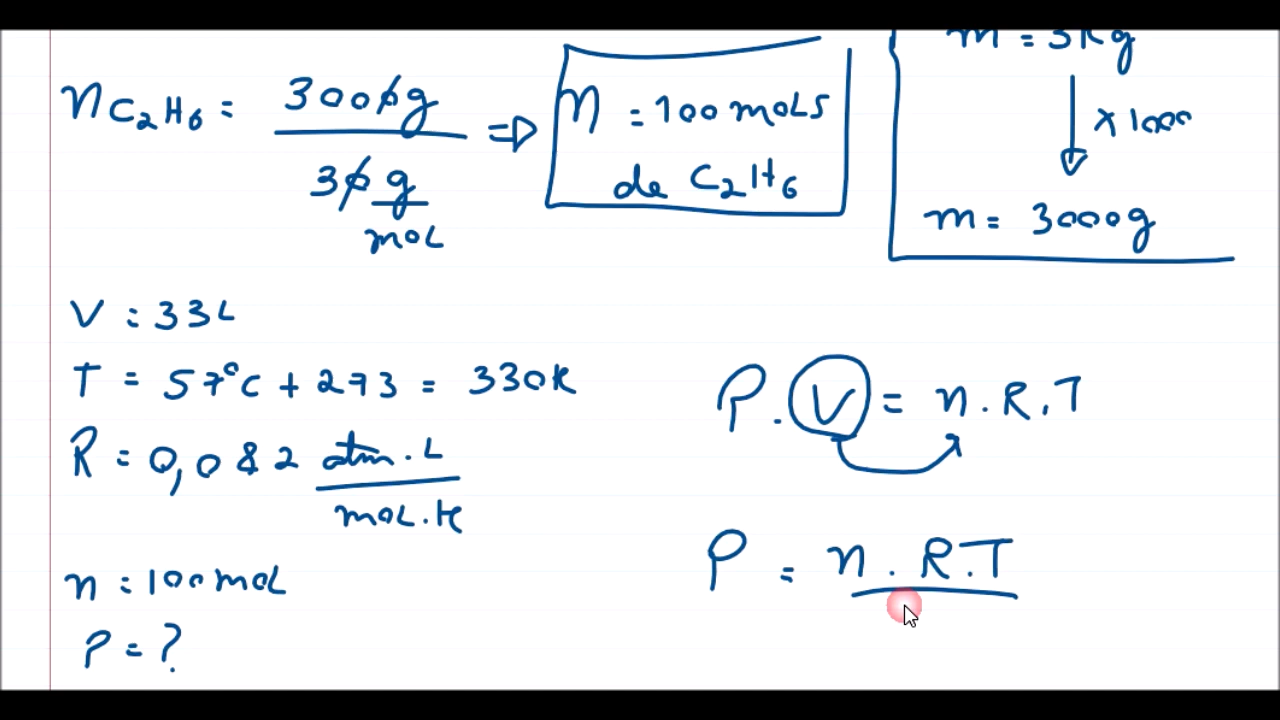 nC₂H₆ = 3000g / 30 g/mol ⇒ n = 100 moLs
de C₂H₆
m = 3Kg
x 1000
m = 3000g
V = 33L
T = 57°C + 273 = 330K
R = 0,082 atm.L / moL.K
n = 100 moL
P = ?
P.V = n.R.T
P = n.R.T